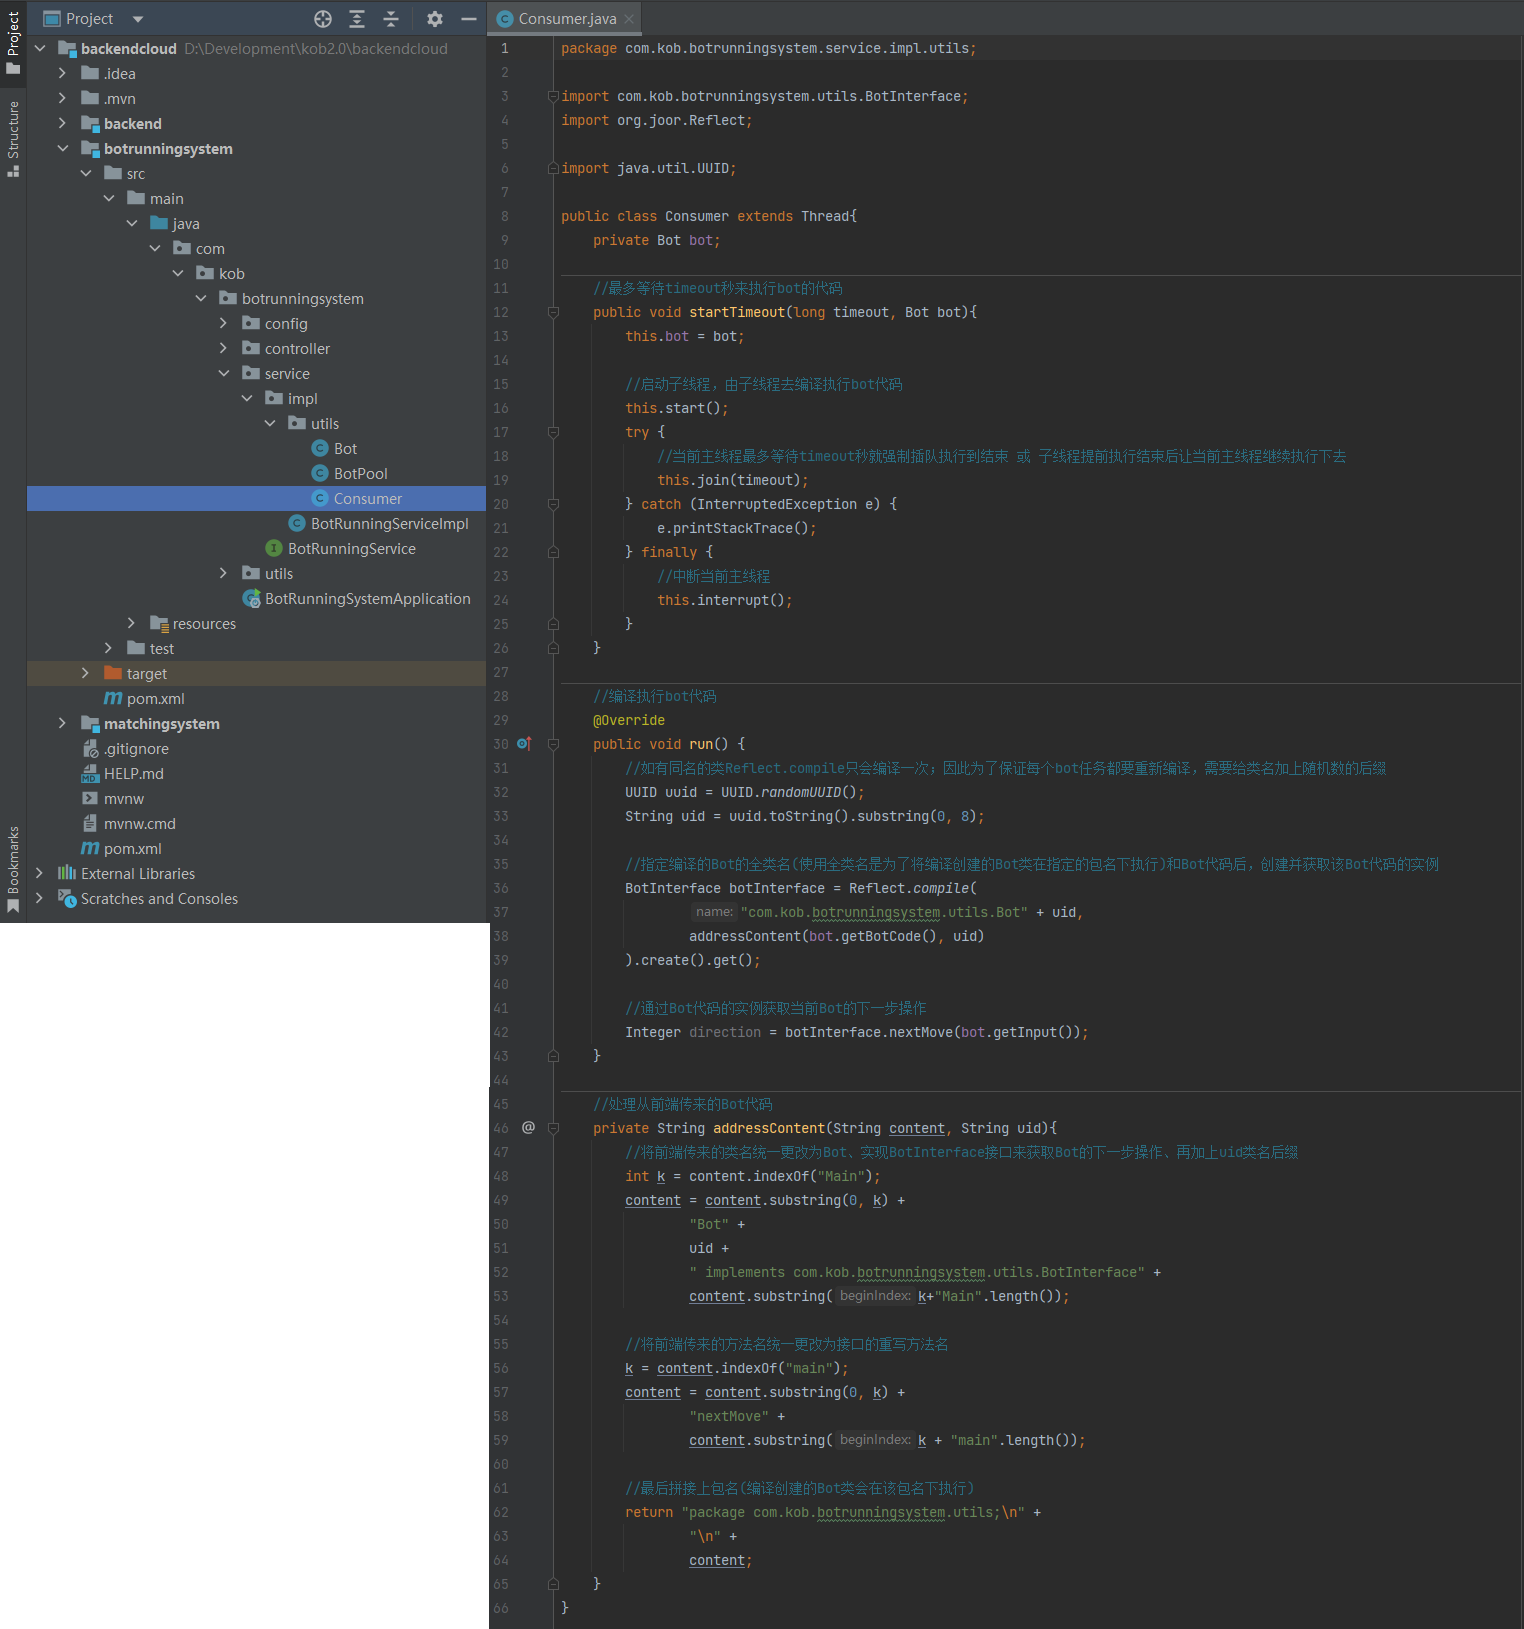 Project
Structure
Bookmarks
Project
backendcloud D:\Development\kob2.0\backendcloud
.idea
.mvn
backend
botrunningsystem
src
main
java
com
kob
botrunningsystem
config
controller
service
impl
utils
Bot
BotPool
Consumer
BotRunningServiceImpl
BotRunningService
utils
BotRunningSystemApplication
resources
test
target
pom.xml
matchingsystem
.gitignore
HELP.md
mvnw
mvnw.cmd
pom.xml
External Libraries
Scratches and Consoles
Consumer.java
1 package com.kob.botrunningsystem.service.impl.utils;
2
3 import com.kob.botrunningsystem.utils.BotInterface;
4 import org.joor.Reflect;
5
6 import java.util.UUID;
7
8 public class Consumer extends Thread{
9 private Bot bot;
10
11 //最多等待timeout秒来执行bot的代码
12 public void startTimeout(long timeout, Bot bot){
13 this.bot = bot;
14
15 //启动子线程，由子线程去编译执行bot代码
16 this.start();
17 try {
18 //当前主线程最多等待timeout秒就强制插队执行到结束 或 子线程提前执行结束后让当前主线程继续执行下去
19 this.join(timeout);
20 } catch (InterruptedException e) {
21 e.printStackTrace();
22 } finally {
23 //中断当前主线程
24 this.interrupt();
25 }
26 }
27
28 //编译执行bot代码
29 @Override
30 public void run() {
31 //如有同名的类Reflect.compile只会编译一次；因此为了保证每个bot任务都要重新编译，需要给类名加上随机数的后缀
32 UUID uuid = UUID.randomUUID();
33 String uid = uuid.toString().substring(0, 8);
34
35 //指定编译的Bot的全类名(使用全类名是为了将编译创建的Bot类在指定的包名下执行)和Bot代码后，创建并获取该Bot代码的实例
36 BotInterface botInterface = Reflect.compile(
37 name: "com.kob.botrunningsystem.utils.Bot" + uid,
38 addressContent(bot.getBotCode(), uid)
39 ).create().get();
40
41 //通过Bot代码的实例获取当前Bot的下一步操作
42 Integer direction = botInterface.nextMove(bot.getInput());
43 }
44
45 //处理从前端传来的Bot代码
46 @ private String addressContent(String content, String uid){
47 //将前端传来的类名统一更改为Bot、实现BotInterface接口来获取Bot的下一步操作、再加上uid类名后缀
48 int k = content.indexOf("Main");
49 content = content.substring(0, k) +
50 "Bot" +
51 uid +
52 " implements com.kob.botrunningsystem.utils.BotInterface" +
53 content.substring( beginIndex: k+"Main".length());
54
55 //将前端传来的方法名统一更改为接口的重写方法名
56 k = content.indexOf("main");
57 content = content.substring(0, k) +
58 "nextMove" +
59 content.substring( beginIndex: k + "main".length());
60
61 //最后拼接上包名(编译创建的Bot类会在该包名下执行)
62 return "package com.kob.botrunningsystem.utils;\n" +
63 "\n" +
64 content;
65 }
66 }